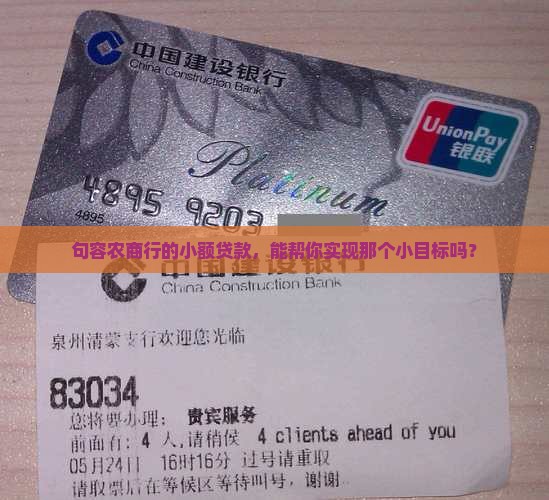 中国建设银行
China Construction Bank
UnionPay
银联
Platinum
4895 9203
4895
句容农商行的小额贷款，能帮你实现那个小目标吗？
中国建设银行
China Construction Bank
泉州清蒙支行欢迎您光临
83034
您将要办理： 贵宾服务
前面有: 4 人,请稍侯 4 clients ahead of you
05月24日 16时16分 过号请重取
请取票后在等候区等待叫号，谢谢.